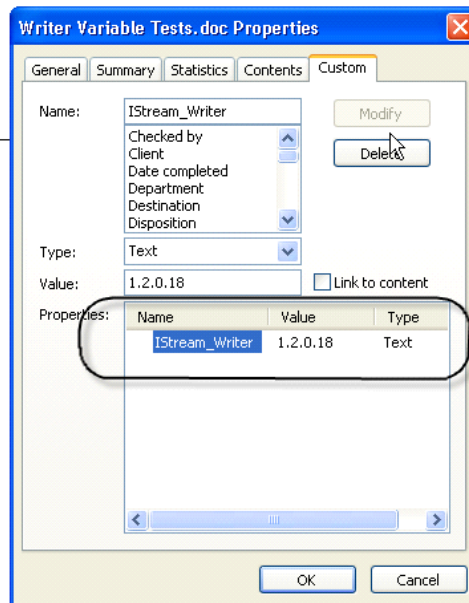 Writer Variable Tests.doc Properties
General Summary Statistics Contents Custom
Name: IStream_Writer Modify
Checked by
Client
Date completed
Department
Destination
Disposition
Delete
Type: Text
Value: 1.2.0.18 Link to content
Properties: Name Value Type
IStream_Writer 1.2.0.18 Text
OK Cancel